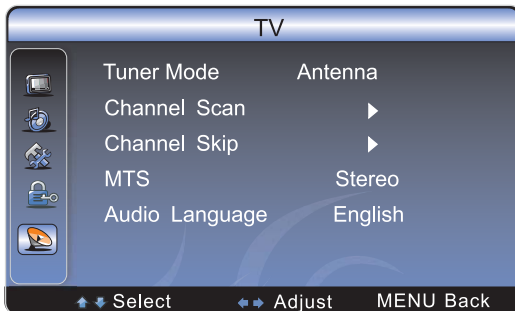 TV
Tuner Mode Antenna
Channel Scan
Channel Skip
MTS Stereo
Audio Language English
Select Adjust MENU Back